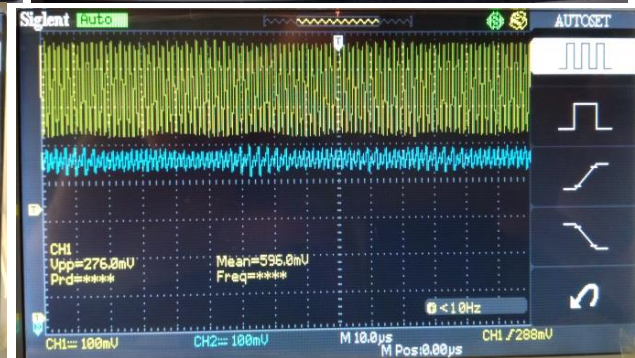 Siglent Auto AUTOSET
T
CH1
Vpp=276.0mV Mean=596.0mV
Prd=**** Freq=****
<10Hz
CH1 100mV CH2 100mV M 10.0µs CH1 288mV
M Pos:0.00µs